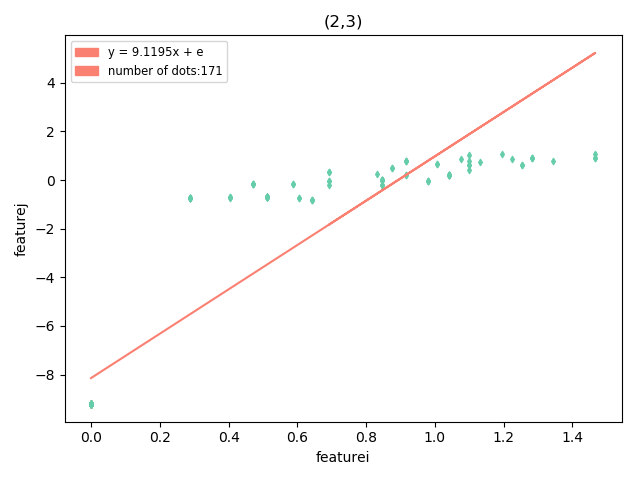 (2,3)
y = 9.1195x + e
number of dots:171
4
2
0
−2
−4
−6
−8
featurej
0.0 0.2 0.4 0.6 0.8 1.0 1.2 1.4
featurei